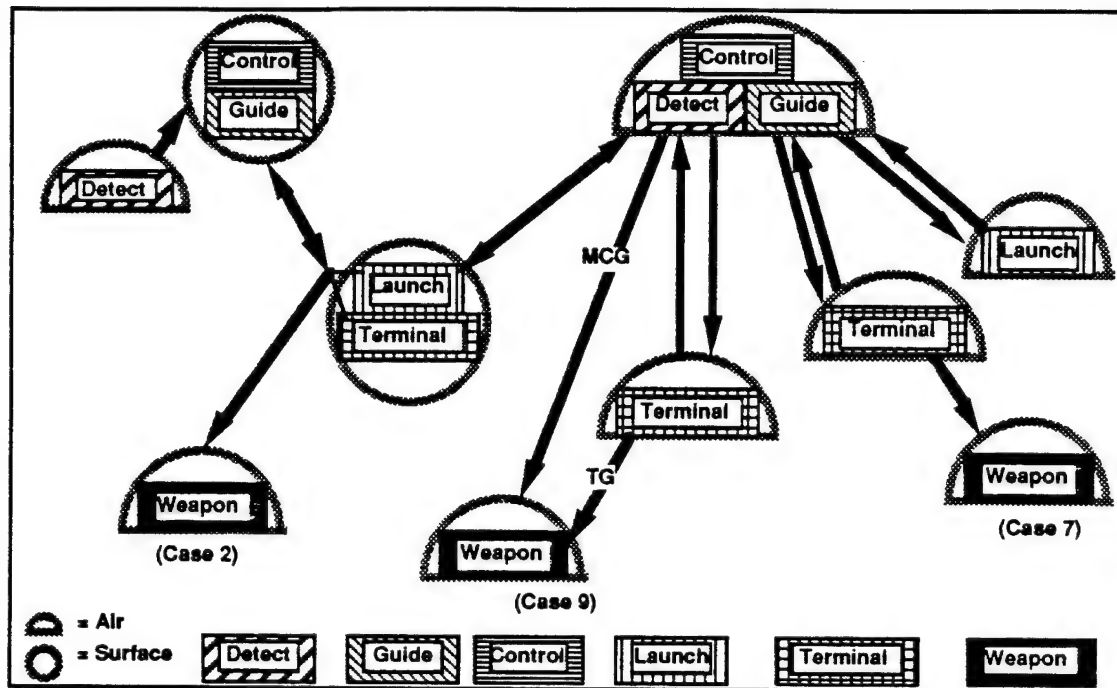 Control
Guide
Detect
Control
Detect
Guide
Launch
Launch
Terminal
MCG
Terminal
Terminal
TG
Weapon
(Case 2)
Weapon
(Case 9)
Weapon
(Case 7)
= Air
= Surface
Detect
Guide
Control
Launch
Terminal
Weapon